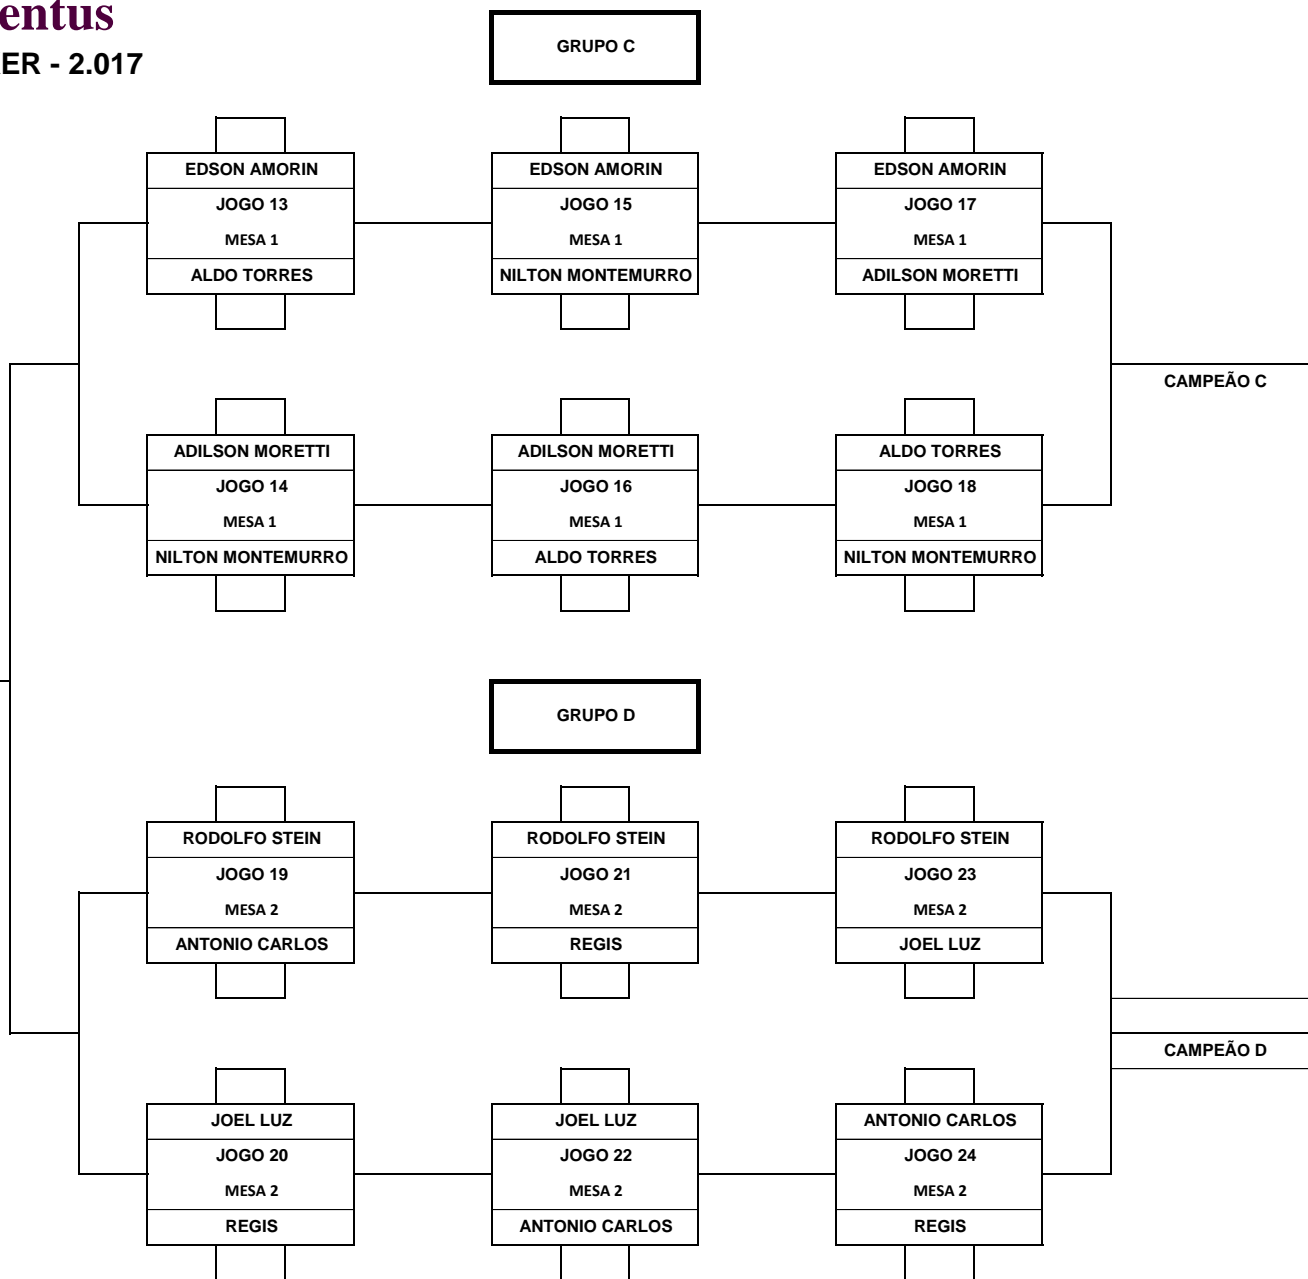 GRUPO C
- 2.017
EDSON AMORIN
JOGO 13
MESA 1
ALDO TORRES
EDSON AMORIN
JOGO 15
MESA 1
NILTON MONTEMURRO
EDSON AMORIN
JOGO 17
MESA 1
ADILSON MORETTI
CAMPEÃO C
ADILSON MORETTI
JOGO 14
MESA 1
NILTON MONTEMURRO
ADILSON MORETTI
JOGO 16
MESA 1
ALDO TORRES
ALDO TORRES
JOGO 18
MESA 1
NILTON MONTEMURRO
GRUPO D
RODOLFO STEIN
JOGO 19
MESA 2
ANTONIO CARLOS
RODOLFO STEIN
JOGO 21
MESA 2
REGIS
RODOLFO STEIN
JOGO 23
MESA 2
JOEL LUZ
CAMPEÃO D
JOEL LUZ
JOGO 20
MESA 2
REGIS
JOEL LUZ
JOGO 22
MESA 2
ANTONIO CARLOS
ANTONIO CARLOS
JOGO 24
MESA 2
REGIS